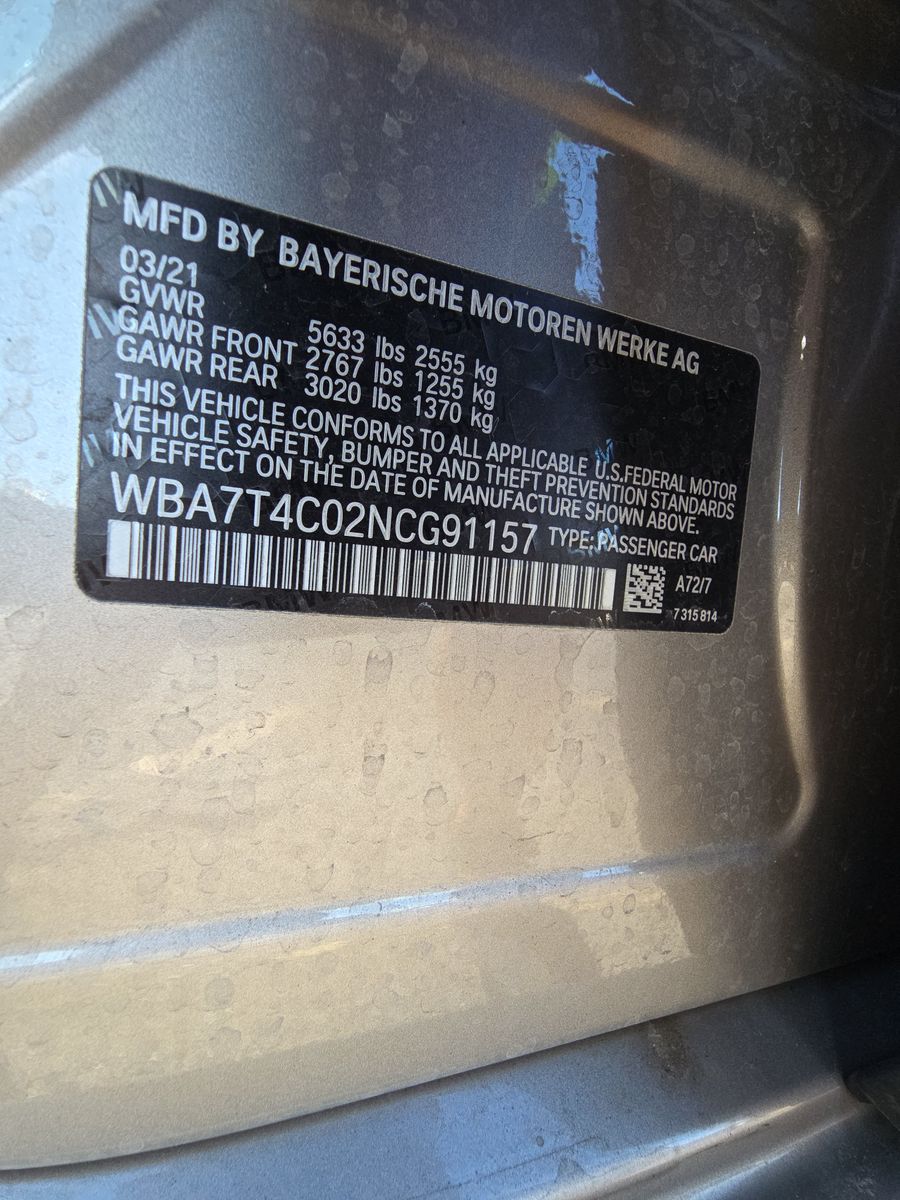 MFD BY BAYERISCHE MOTOREN WERKE AG
03/21
GVWR 5633 lbs 2555 kg
GAWR FRONT 2767 lbs 1255 kg
GAWR REAR 3020 lbs 1370 kg
THIS VEHICLE CONFORMS TO ALL APPLICABLE U.S.FEDERAL MOTOR
VEHICLE SAFETY, BUMPER AND THEFT PREVENTION STANDARDS
IN EFFECT ON THE DATE OF MANUFACTURE SHOWN ABOVE.
WBA7T4C02NCG91157 TYPE: PASSENGER CAR
A72/7
7 315 814